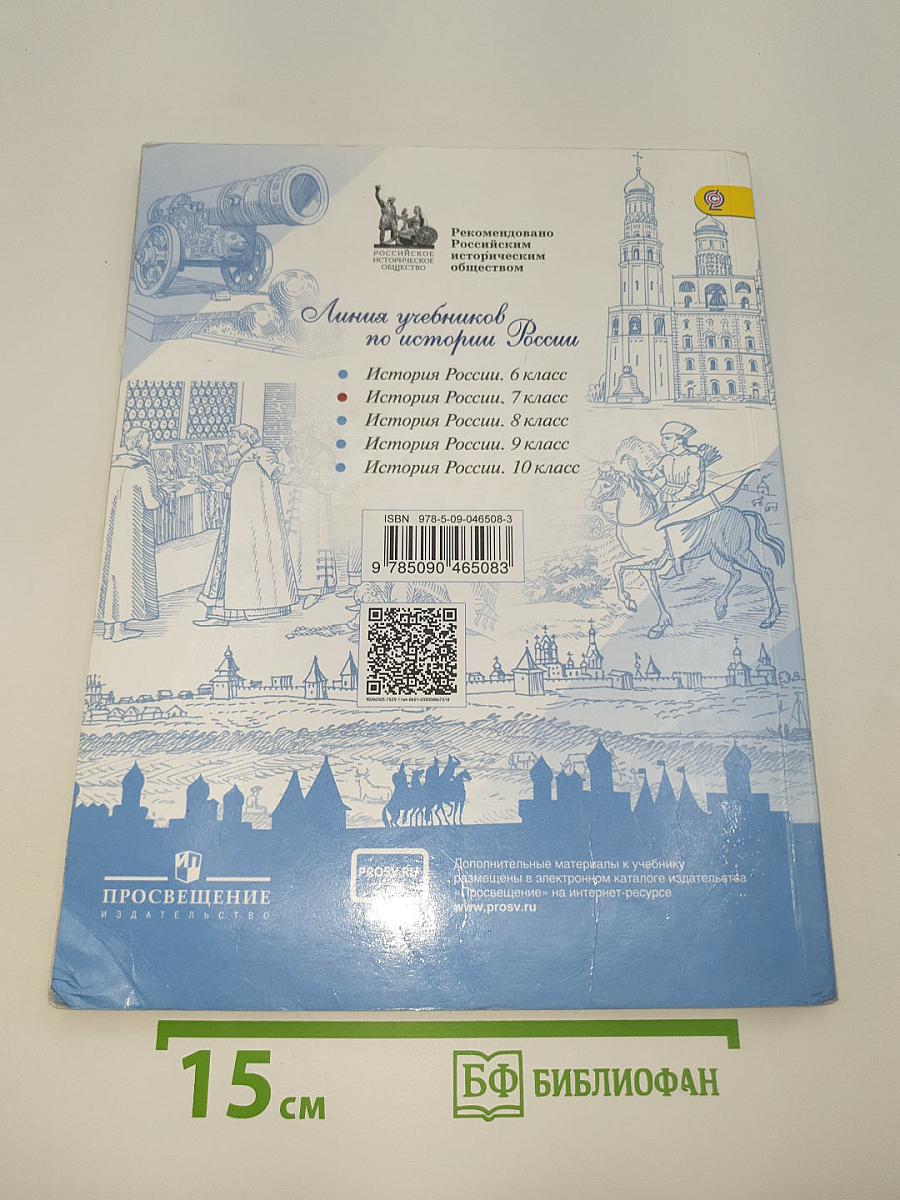 РОССИЙСКОЕ
ИСТОРИЧЕСКОЕ
ОБЩЕСТВО
Рекомендовано
Российским
историческим
обществом
Линия учебников
по истории России
История России. 6 класс
История России. 7 класс
История России. 8 класс
История России. 9 класс
История России. 10 класс
ISBN 978-5-09-046508-3
9 785090 465083
ПРОСВЕЩЕНИЕ
ИЗДАТЕЛЬСТВО
PROSV.RU
Дополнительные материалы к учебнику
размещены в электронном каталоге издательства
«Просвещение» на интернет-ресурсе
www.prosv.ru
15 см
БФ БИБЛИОФАН